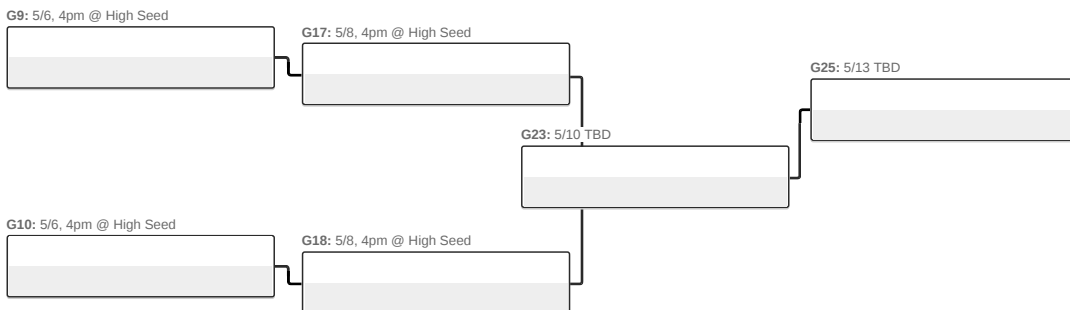 G9: 5/6, 4pm @ High Seed
G17: 5/8, 4pm @ High Seed
G25: 5/13 TBD
G23: 5/10 TBD
G10: 5/6, 4pm @ High Seed
G18: 5/8, 4pm @ High Seed